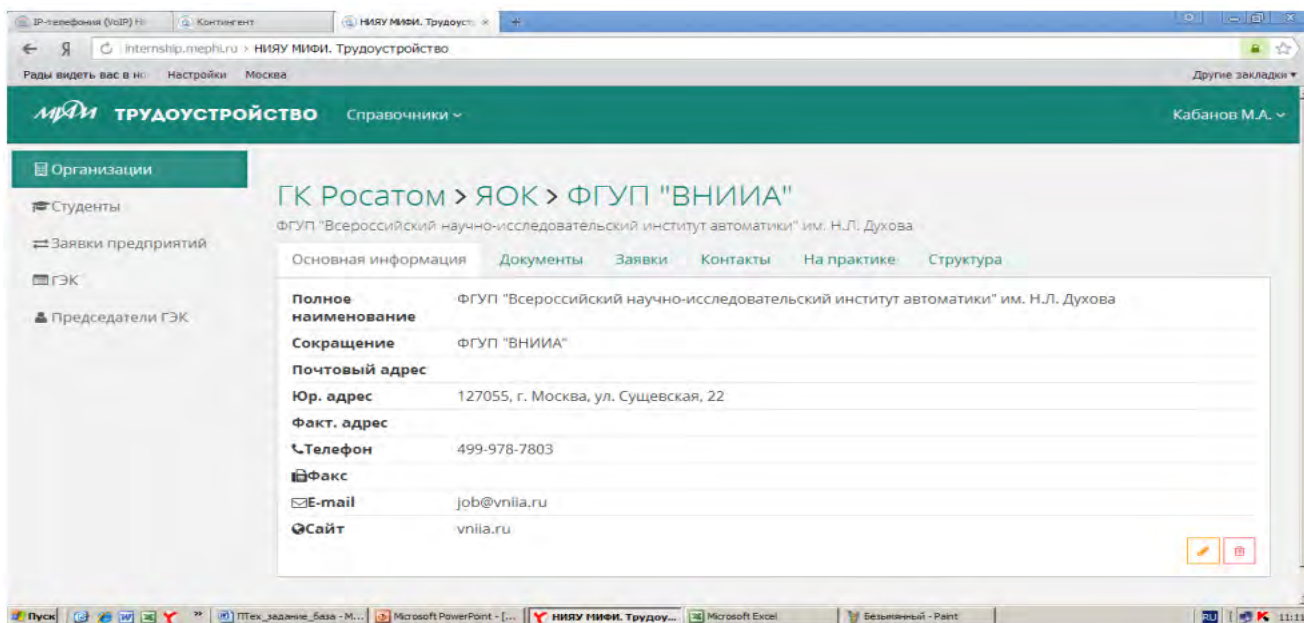 IP-телефония (VoIP) Н
Контингент
НИЯУ МИФИ. Трудоуст
Я
internship.mephi.ru › НИЯУ МИФИ. Трудоустройство
Рады видеть вас в но Настройки Москва
Другие закладки ▾
МИФИ ТРУДОУСТРОЙСТВО Справочники
Кабанов М.А.
Организации
Студенты
Заявки предприятий
ГЭК
Председатели ГЭК
ГК Росатом > ЯОК > ФГУП "ВНИИА"
ФГУП "Всероссийский научно-исследовательский институт автоматики" им. Н.Л. Духова
Основная информация Документы Заявки Контакты На практике Структура
Полное наименование ФГУП "Всероссийский научно-исследовательский институт автоматики" им. Н.Л. Духова
Сокращение ФГУП "ВНИИА"
Почтовый адрес
Юр. адрес 127055, г. Москва, ул. Сущевская, 22
Факт. адрес
Телефон 499-978-7803
Факс
E-mail job@vniia.ru
Сайт vniia.ru
Пуск » ПТех_задание_база - M... Microsoft PowerPoint - [... НИЯУ МИФИ. Трудоу... Microsoft Excel Безымянный - Paint RU 11:11